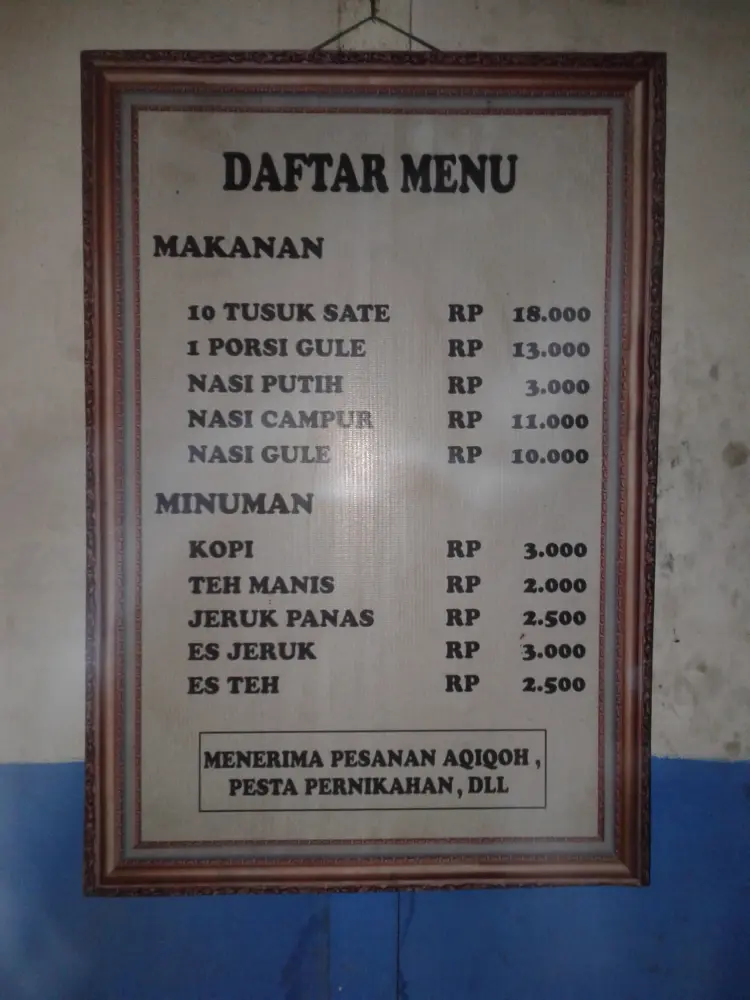 DAFTAR MENU
MAKANAN
10 TUSUK SATE RP 18.000
1 PORSI GULE RP 13.000
NASI PUTIH RP 3.000
NASI CAMPUR RP 11.000
NASI GULE RP 10.000
MINUMAN
KOPI RP 3.000
TEH MANIS RP 2.000
JERUK PANAS RP 2.500
ES JERUK RP 3.000
ES TEH RP 2.500
MENERIMA PESANAN AQIQOH ,
PESTA PERNIKAHAN, DLL